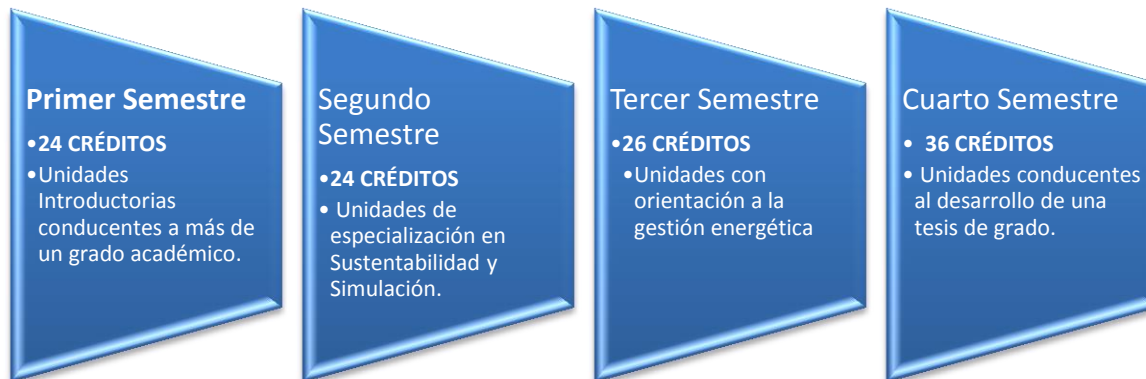 Primer Semestre
•24 CRÉDITOS
•Unidades
Introductorias
conducentes a más de
un grado académico.
Segundo
Semestre
•24 CRÉDITOS
• Unidades de
especialización en
Sustentabilidad y
Simulación.
Tercer Semestre
•26 CRÉDITOS
•Unidades con
orientación a la
gestión energética
Cuarto Semestre
• 36 CRÉDITOS
• Unidades conducentes
al desarrollo de una
tesis de grado.